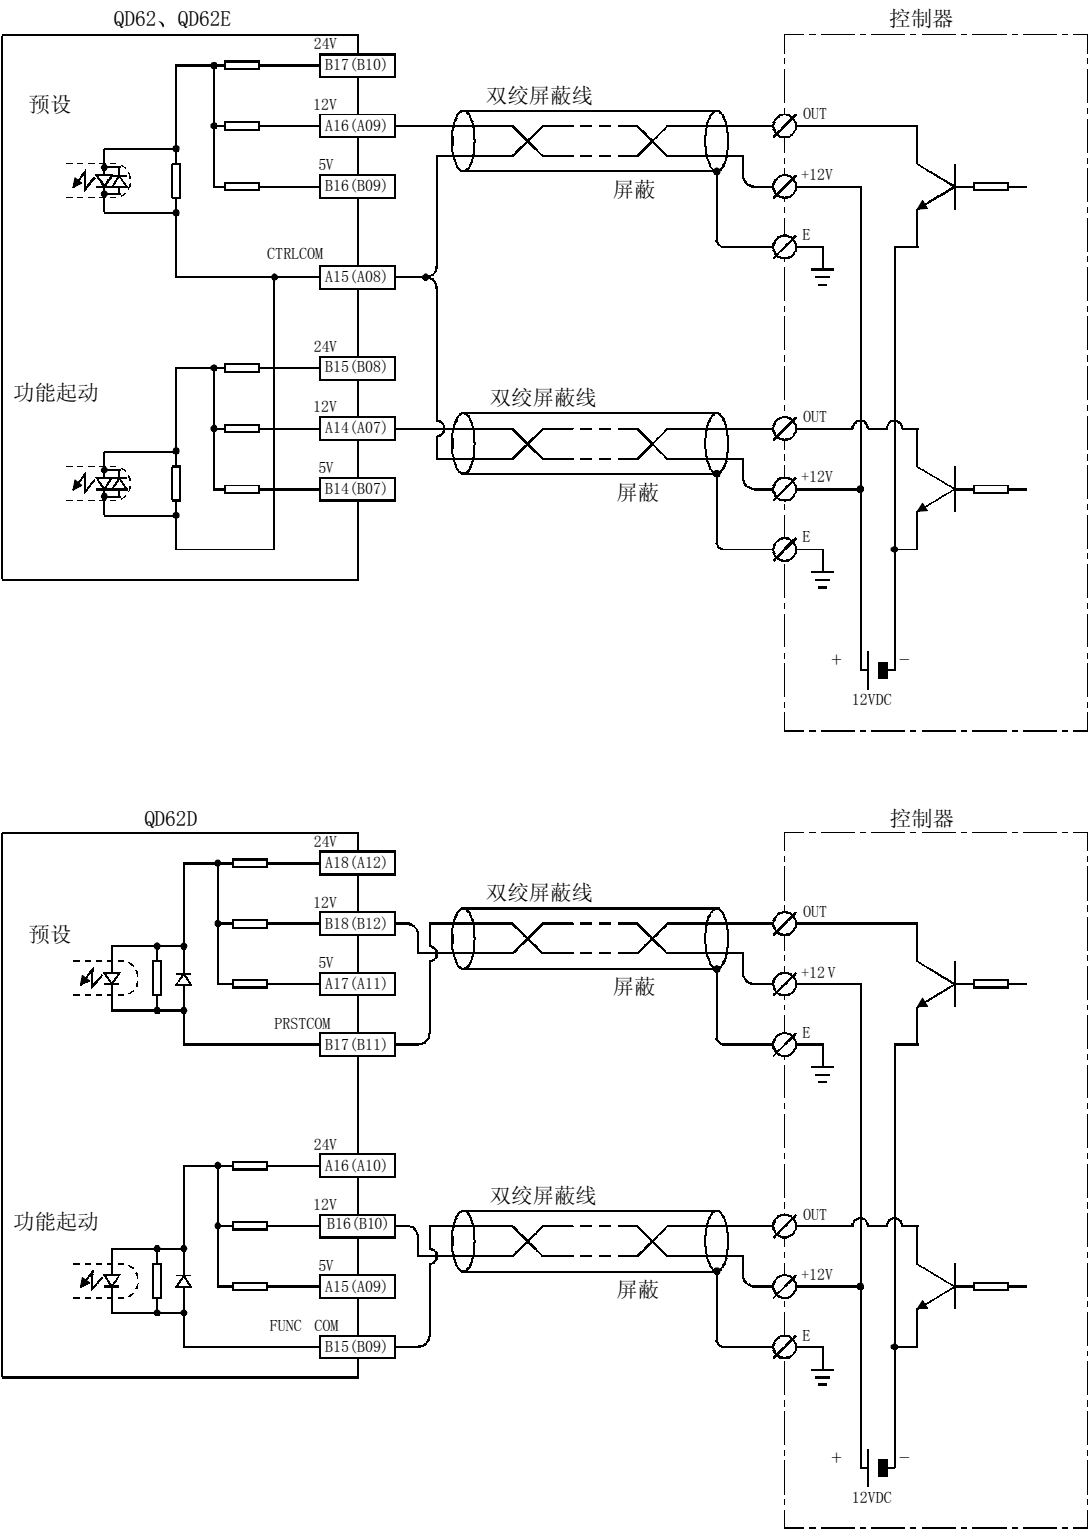 QD62、QD62E
控制器
24V
B17(B10)
预设
双绞屏蔽线
12V
A16(A09)
OUT
5V
B16(B09)
屏蔽
+12V
E
CTRLCOM
A15(A08)
24V
B15(B08)
功能起动
双绞屏蔽线
12V
A14(A07)
OUT
5V
B14(B07)
屏蔽
+12V
E
+
-
12VDC
QD62D
控制器
24V
A18(A12)
双绞屏蔽线
12V
B18(B12)
OUT
预设
5V
A17(A11)
屏蔽
+12 V
PRSTCOM
B17(B11)
E
24V
A16(A10)
双绞屏蔽线
12V
B16(B10)
OUT
功能起动
5V
A15(A09)
屏蔽
+12V
FUNC COM
B15(B09)
E
+
-
12VDC